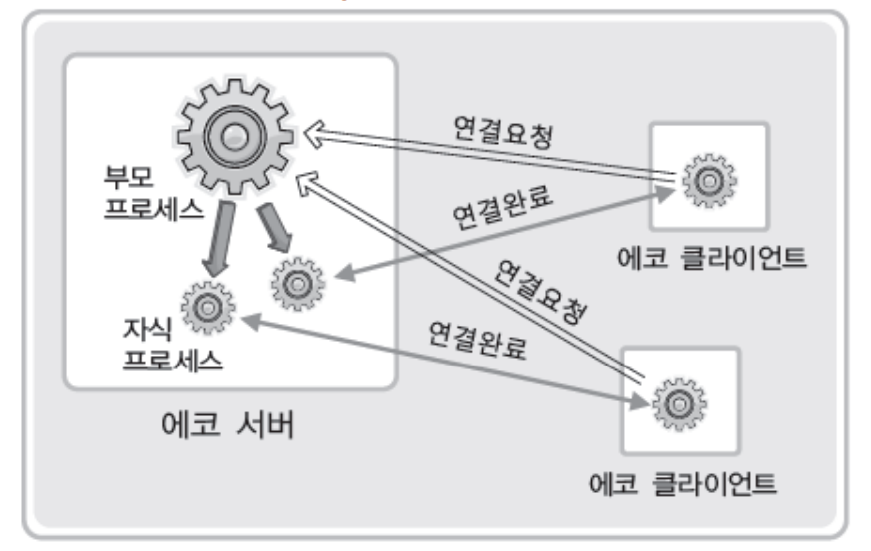 연결요청
부모
프로세스
연결완료
에코 클라이언트
연결요청
자식
프로세스
연결완료
에코 서버
에코 클라이언트